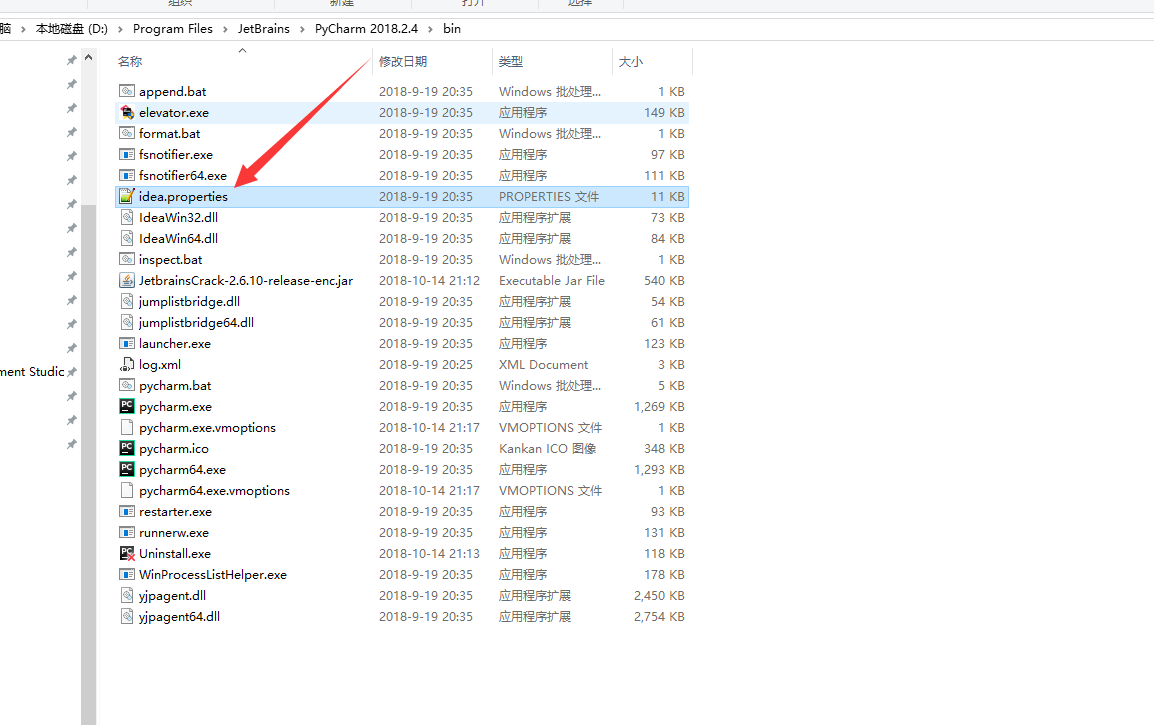 组织 新建 打开 选择
脑 › 本地磁盘 (D:) › Program Files › JetBrains › PyCharm 2018.2.4 › bin
名称 修改日期 类型 大小
append.bat 2018-9-19 20:35 Windows 批处理... 1 KB
elevator.exe 2018-9-19 20:35 应用程序 149 KB
format.bat 2018-9-19 20:35 Windows 批处理... 1 KB
fsnotifier.exe 2018-9-19 20:35 应用程序 97 KB
fsnotifier64.exe 2018-9-19 20:35 应用程序 111 KB
idea.properties 2018-9-19 20:35 PROPERTIES 文件 11 KB
IdeaWin32.dll 2018-9-19 20:35 应用程序扩展 73 KB
IdeaWin64.dll 2018-9-19 20:35 应用程序扩展 84 KB
inspect.bat 2018-9-19 20:35 Windows 批处理... 1 KB
JetbrainsCrack-2.6.10-release-enc.jar 2018-10-14 21:12 Executable Jar File 540 KB
jumplistbridge.dll 2018-9-19 20:35 应用程序扩展 54 KB
jumplistbridge64.dll 2018-9-19 20:35 应用程序扩展 61 KB
launcher.exe 2018-9-19 20:35 应用程序 123 KB
log.xml 2018-9-19 20:25 XML Document 3 KB
ment Studic
pycharm.bat 2018-9-19 20:35 Windows 批处理... 5 KB
pycharm.exe 2018-9-19 20:35 应用程序 1,269 KB
pycharm.exe.vmoptions 2018-10-14 21:17 VMOPTIONS 文件 1 KB
pycharm.ico 2018-9-19 20:35 Kankan ICO 图像 348 KB
pycharm64.exe 2018-9-19 20:35 应用程序 1,293 KB
pycharm64.exe.vmoptions 2018-10-14 21:17 VMOPTIONS 文件 1 KB
restarter.exe 2018-9-19 20:35 应用程序 93 KB
runnerw.exe 2018-9-19 20:35 应用程序 131 KB
Uninstall.exe 2018-10-14 21:13 应用程序 118 KB
WinProcessListHelper.exe 2018-9-19 20:35 应用程序 178 KB
yjpagent.dll 2018-9-19 20:35 应用程序扩展 2,450 KB
yjpagent64.dll 2018-9-19 20:35 应用程序扩展 2,754 KB